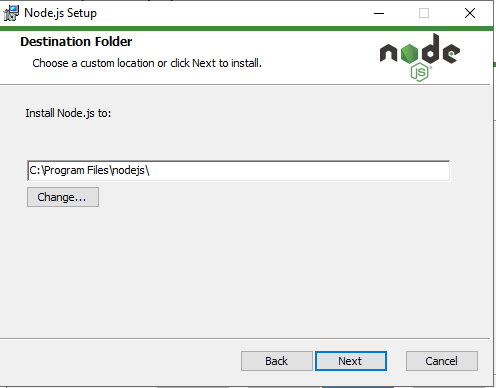 Node.js Setup
Destination Folder
Choose a custom location or click Next to install.
node
JS
Install Node.js to:
C:\Program Files\nodejs\
Change...
Back
Next
Cancel